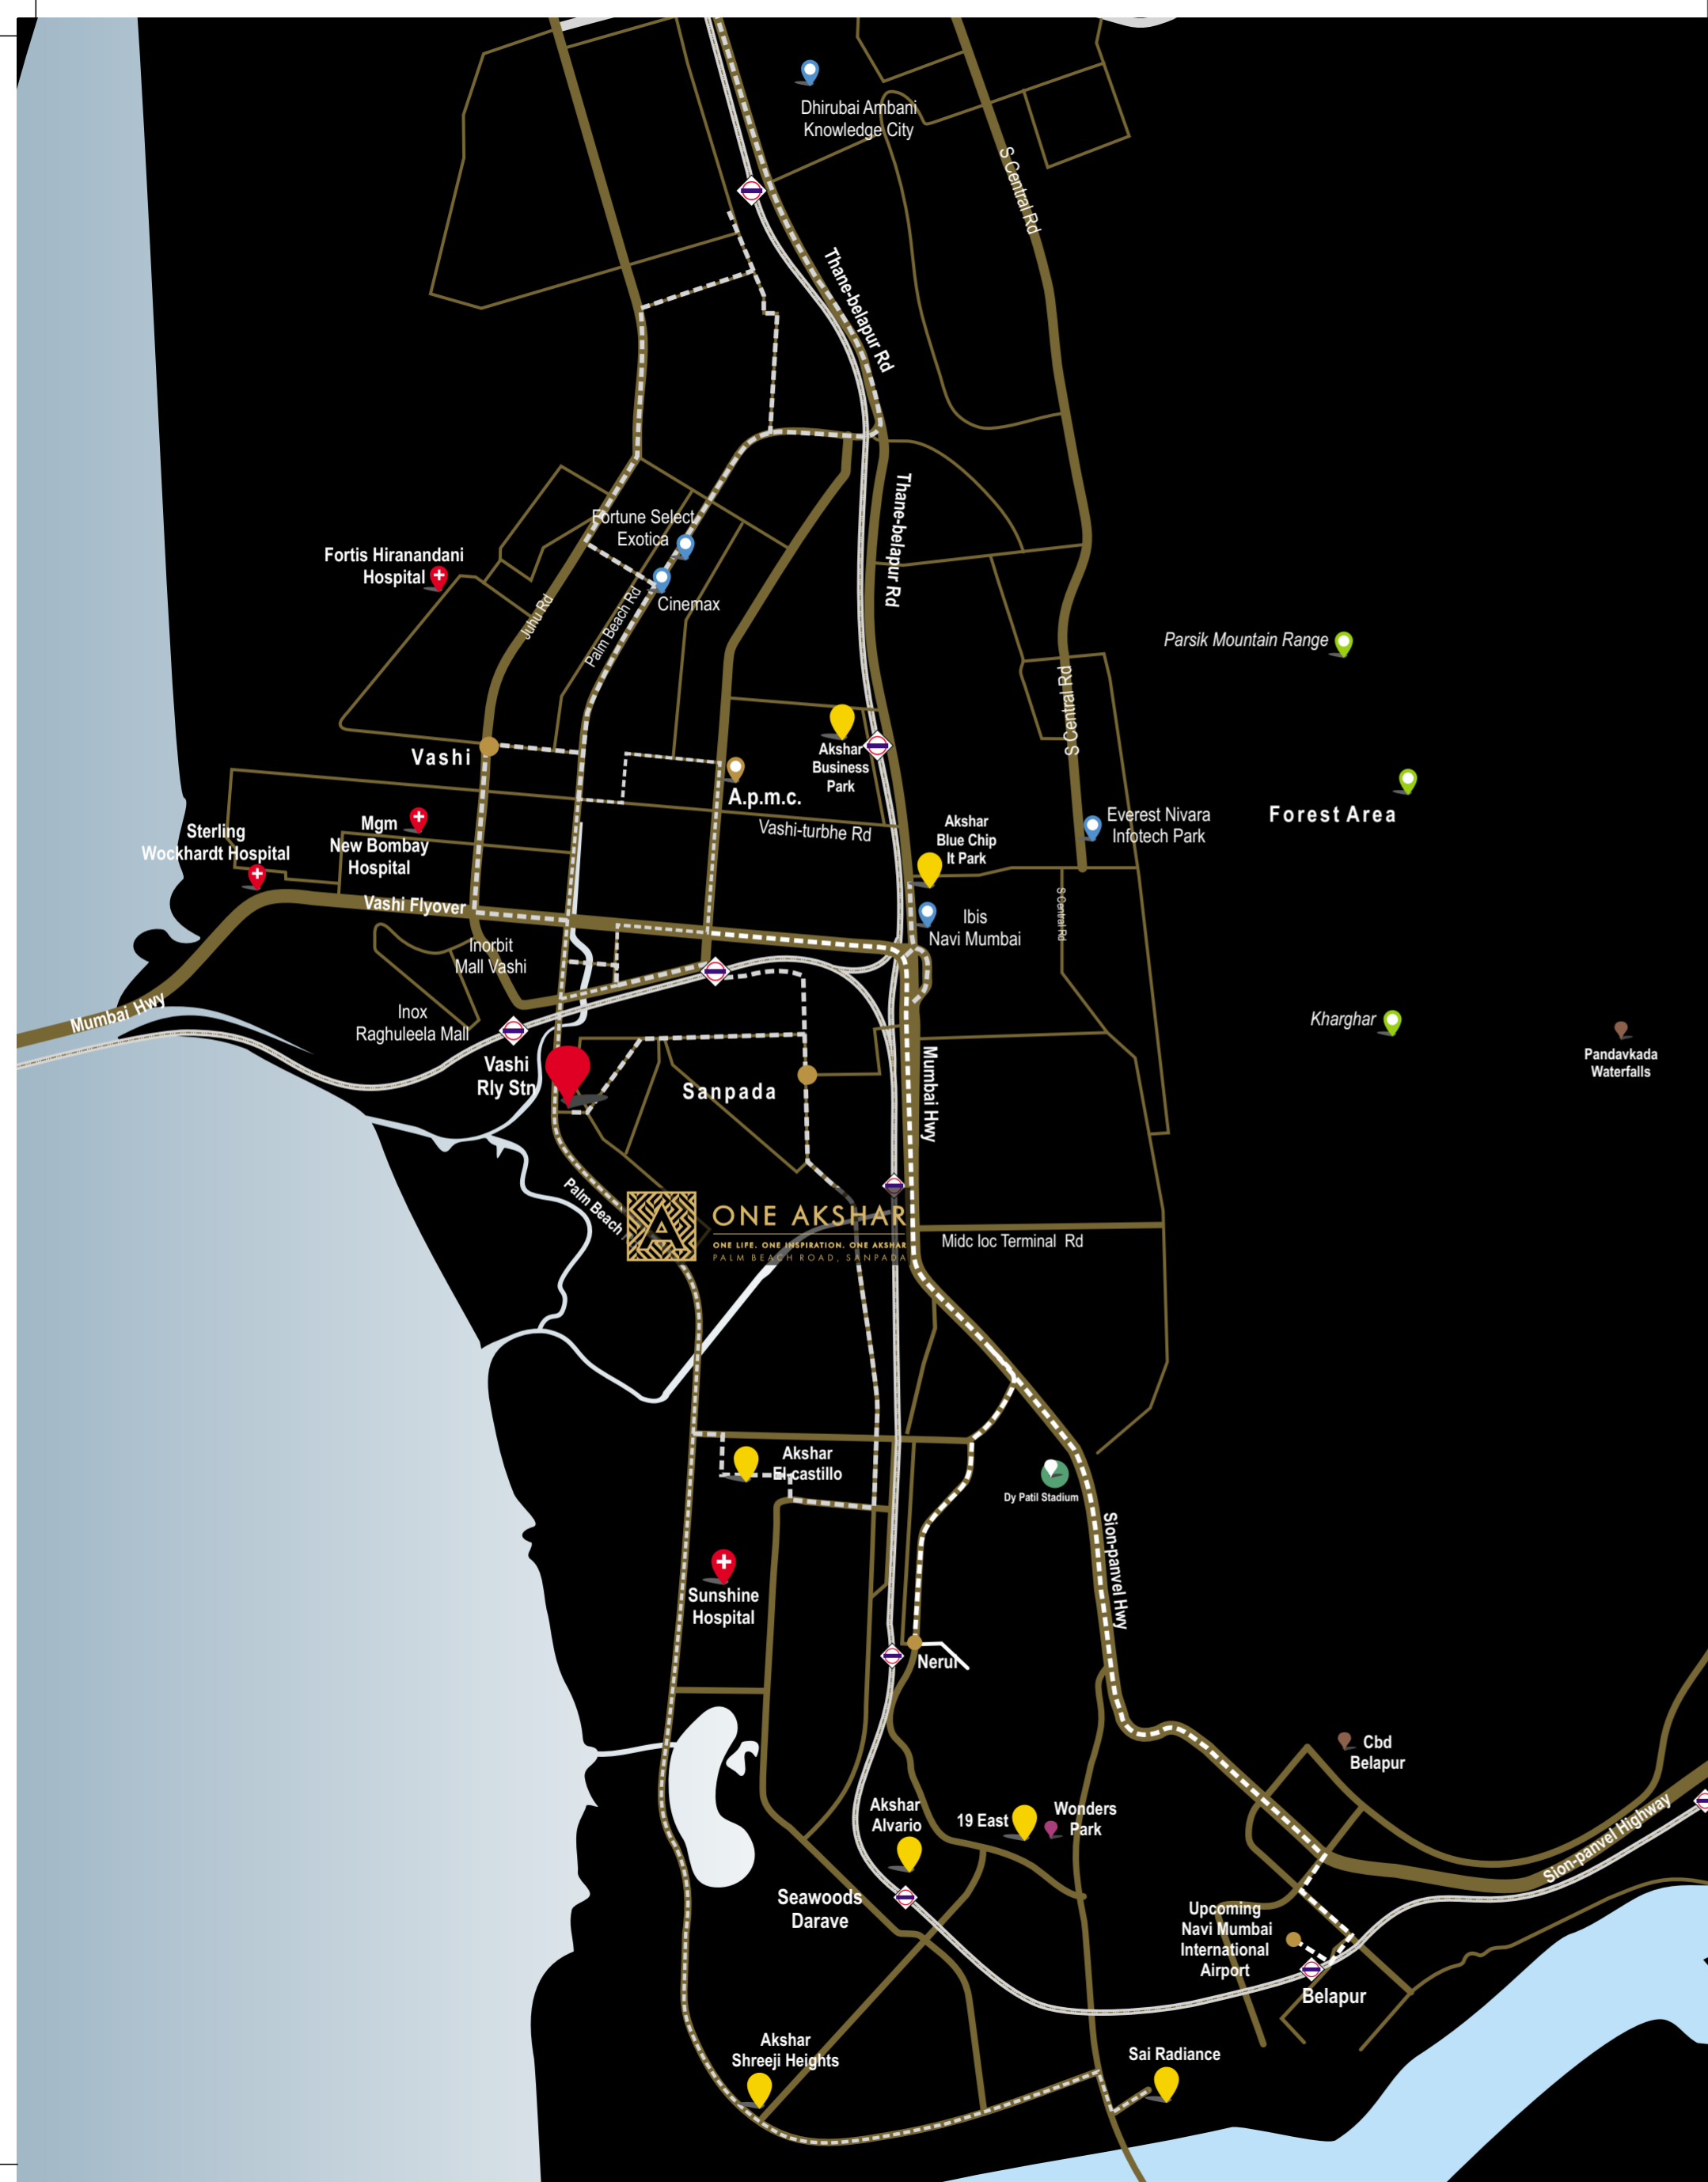 Dhirubai Ambani
Knowledge City
S Central Rd
Thane-belapur Rd
Thane-belapur Rd
Fortune Select
Exotica
Fortis Hiranandani
Hospital
Cinemax
Juhu Rd
Palm Beach Rd
Parsik Mountain Range
S Central Rd
Vashi
Akshar
Business
Park
A.p.m.c.
Forest Area
Everest Nivara
Infotech Park
Vashi-turbhe Rd
Akshar
Blue Chip
It Park
Mgm
New Bombay
Hospital
Sterling
Wockhardt Hospital
Vashi Flyover
S Central Rd
Ibis
Navi Mumbai
Inorbit
Mall Vashi
Mumbai Hwy
Inox
Raghuleela Mall
Kharghar
Pandavkada
Waterfalls
Vashi
Rly Stn
Sanpada
Mumbai Hwy
Palm Beach
A
ONE AKSHAR
ONE LIFE. ONE INSPIRATION. ONE AKSHAR
PALM BEACH ROAD, SANPADA
Midc Ioc Terminal Rd
Akshar
El-castillo
Dy Patil Stadium
Sion-panvel Hwy
Sunshine
Hospital
Nerul
Cbd
Belapur
Akshar
Alvario
19 East
Wonders
Park
Sion-panvel Highway
Seawoods
Darave
Upcoming
Navi Mumbai
International
Airport
Belapur
Akshar
Shreeji Heights
Sai Radiance